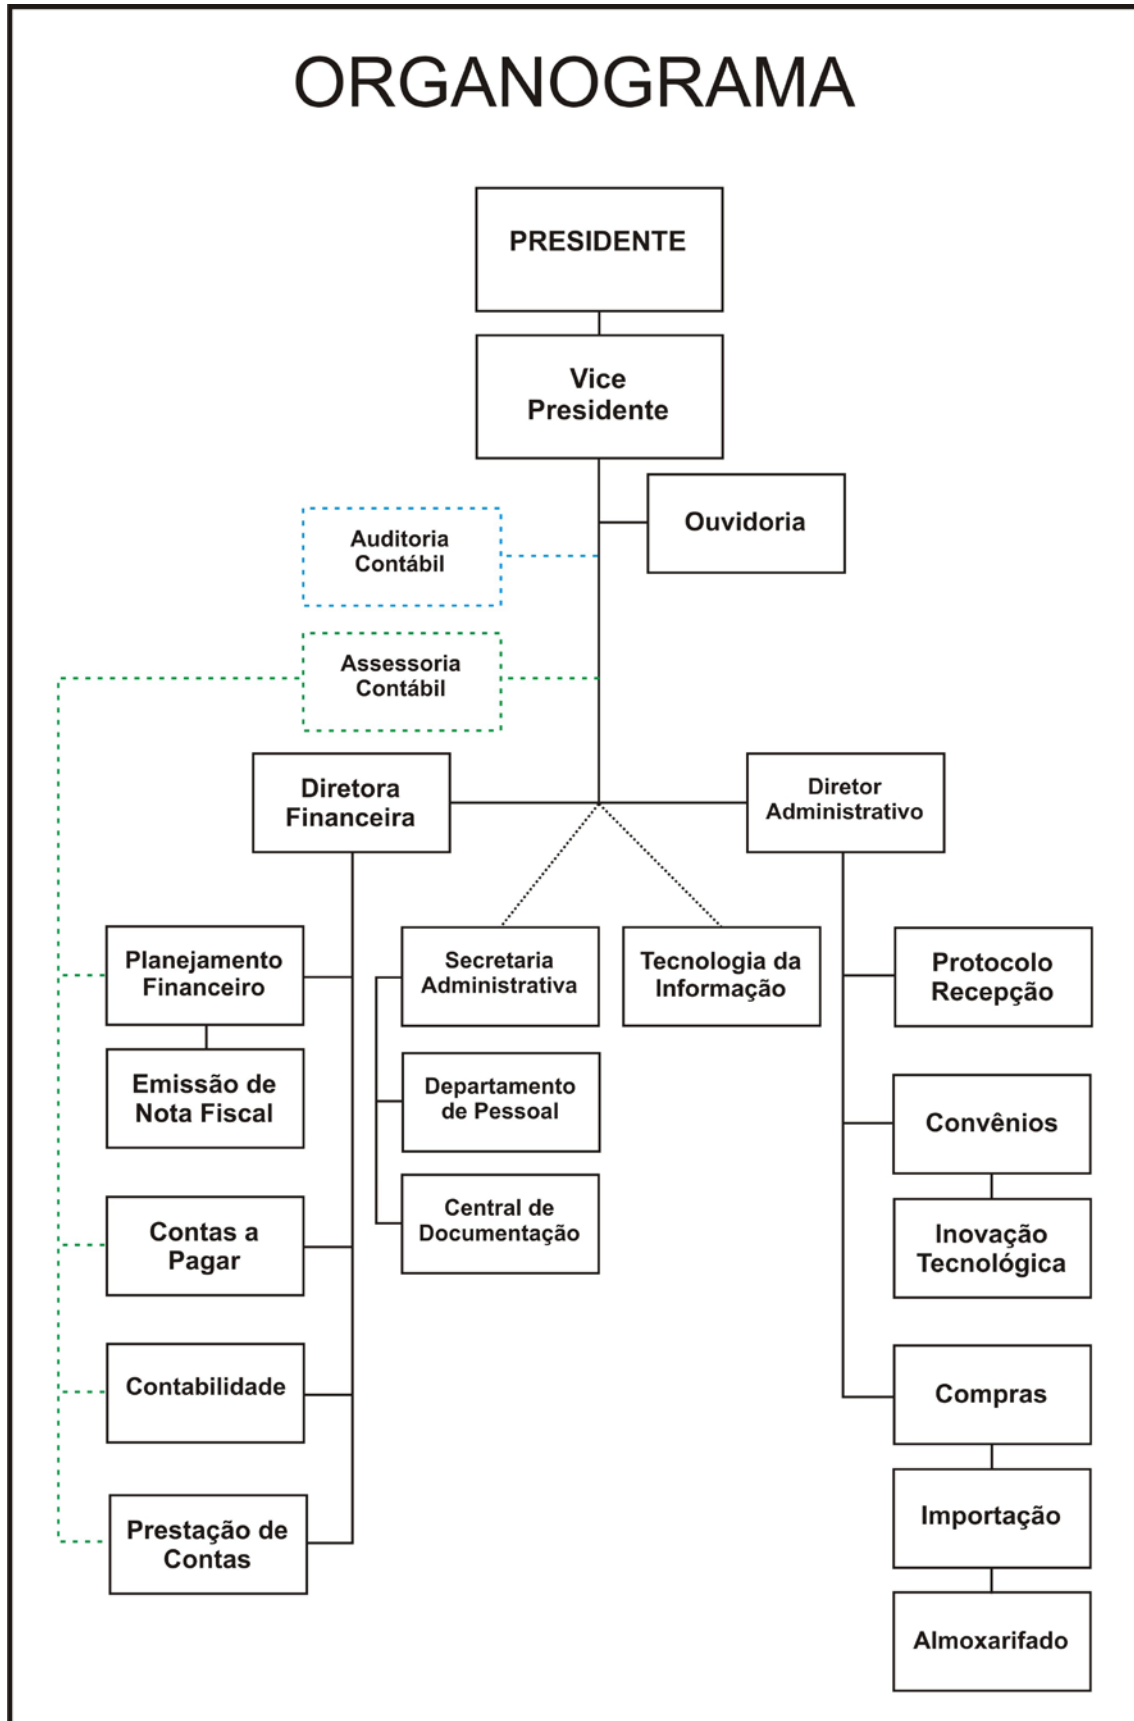 ORGANOGRAMA
PRESIDENTE
Vice
Presidente
Ouvidoria
Auditoria
Contábil
Assessoria
Contábil
Diretora
Financeira
Diretor
Administrativo
Planejamento
Financeiro
Secretaria
Administrativa
Tecnologia da
Informação
Protocolo
Recepção
Emissão de
Nota Fiscal
Departamento
de Pessoal
Convênios
Contas a
Pagar
Central de
Documentação
Inovação
Tecnológica
Contabilidade
Compras
Prestação de
Contas
Importação
Almoxarifado